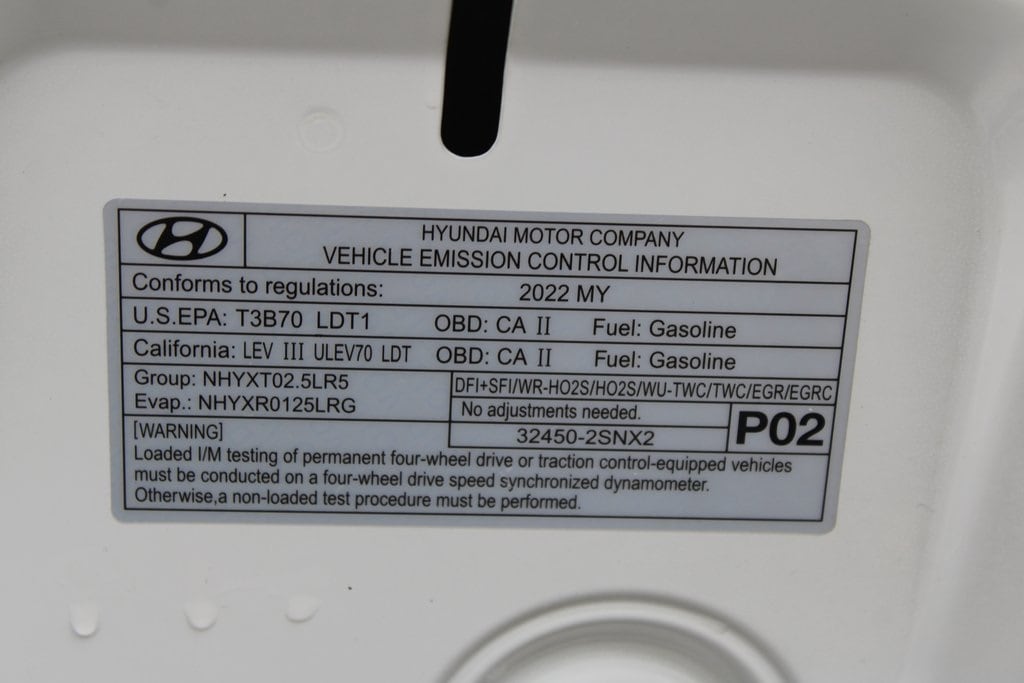 HYUNDAI MOTOR COMPANY
VEHICLE EMISSION CONTROL INFORMATION
Conforms to regulations: 2022 MY
U.S.EPA: T3B70 LDT1 OBD: CA II Fuel: Gasoline
California: LEV III ULEV70 LDT OBD: CA II Fuel: Gasoline
Group: NHYXT02.5LR5
Evap.: NHYXR0125LRG
DFI+SFI/WR-HO2S/HO2S/WU-TWC/TWC/EGR/EGRC
No adjustments needed.
32450-2SNX2
P02
[WARNING]
Loaded I/M testing of permanent four-wheel drive or traction control-equipped vehicles
must be conducted on a four-wheel drive speed synchronized dynamometer.
Otherwise,a non-loaded test procedure must be performed.